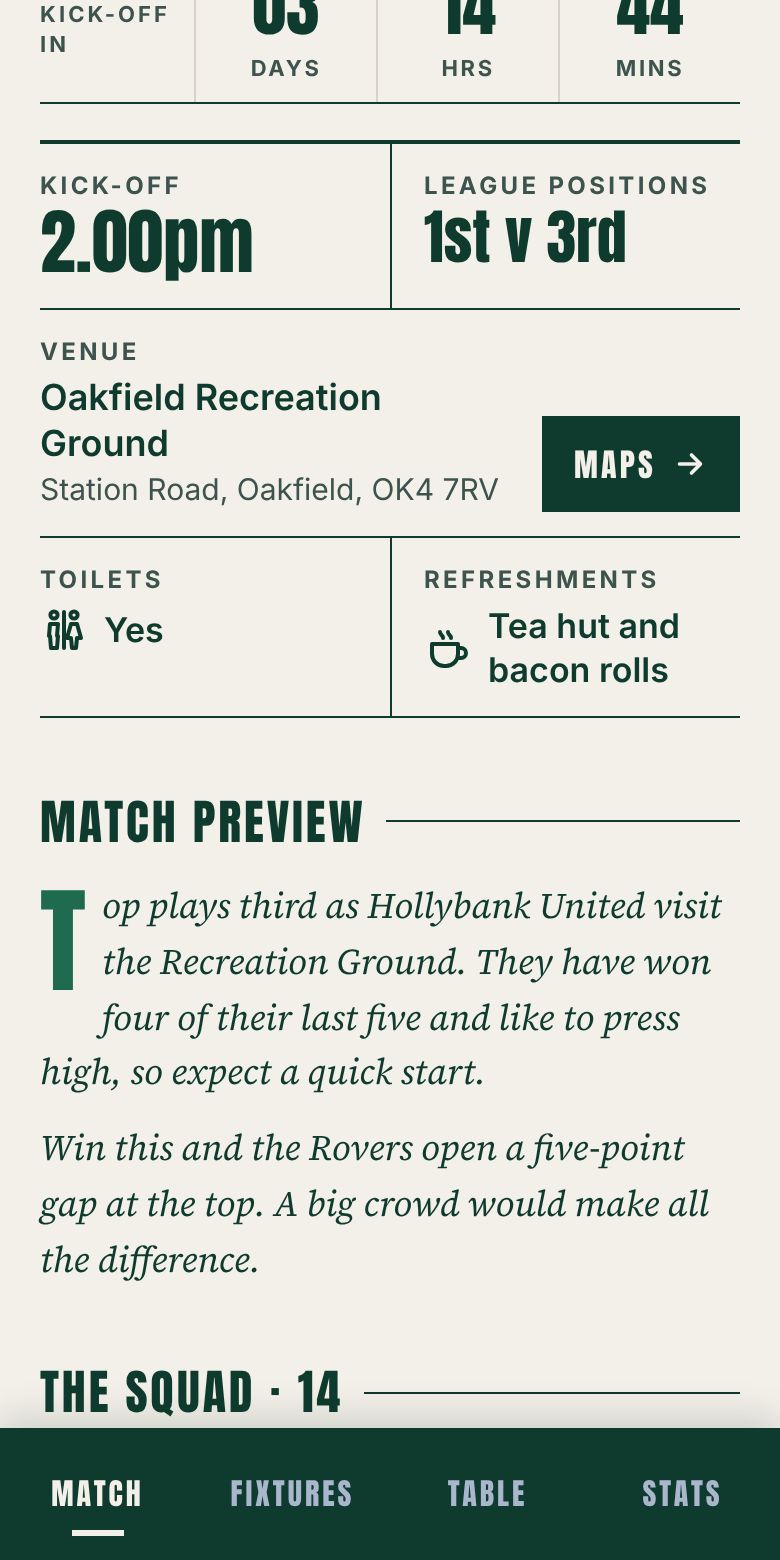 KICK-OFF
IN
03
14
44
DAYS
HRS
MINS
KICK-OFF
2.00pm
LEAGUE POSITIONS
1st v 3rd
VENUE
Oakfield Recreation
Ground
Station Road, Oakfield, OK4 7RV
MAPS →
TOILETS
Yes
REFRESHMENTS
Tea hut and
bacon rolls
MATCH PREVIEW
Top plays third as Hollybank United visit
the Recreation Ground. They have won
four of their last five and like to press
high, so expect a quick start.
Win this and the Rovers open a five-point
gap at the top. A big crowd would make all
the difference.
THE SQUAD · 14
MATCH
FIXTURES
TABLE
STATS